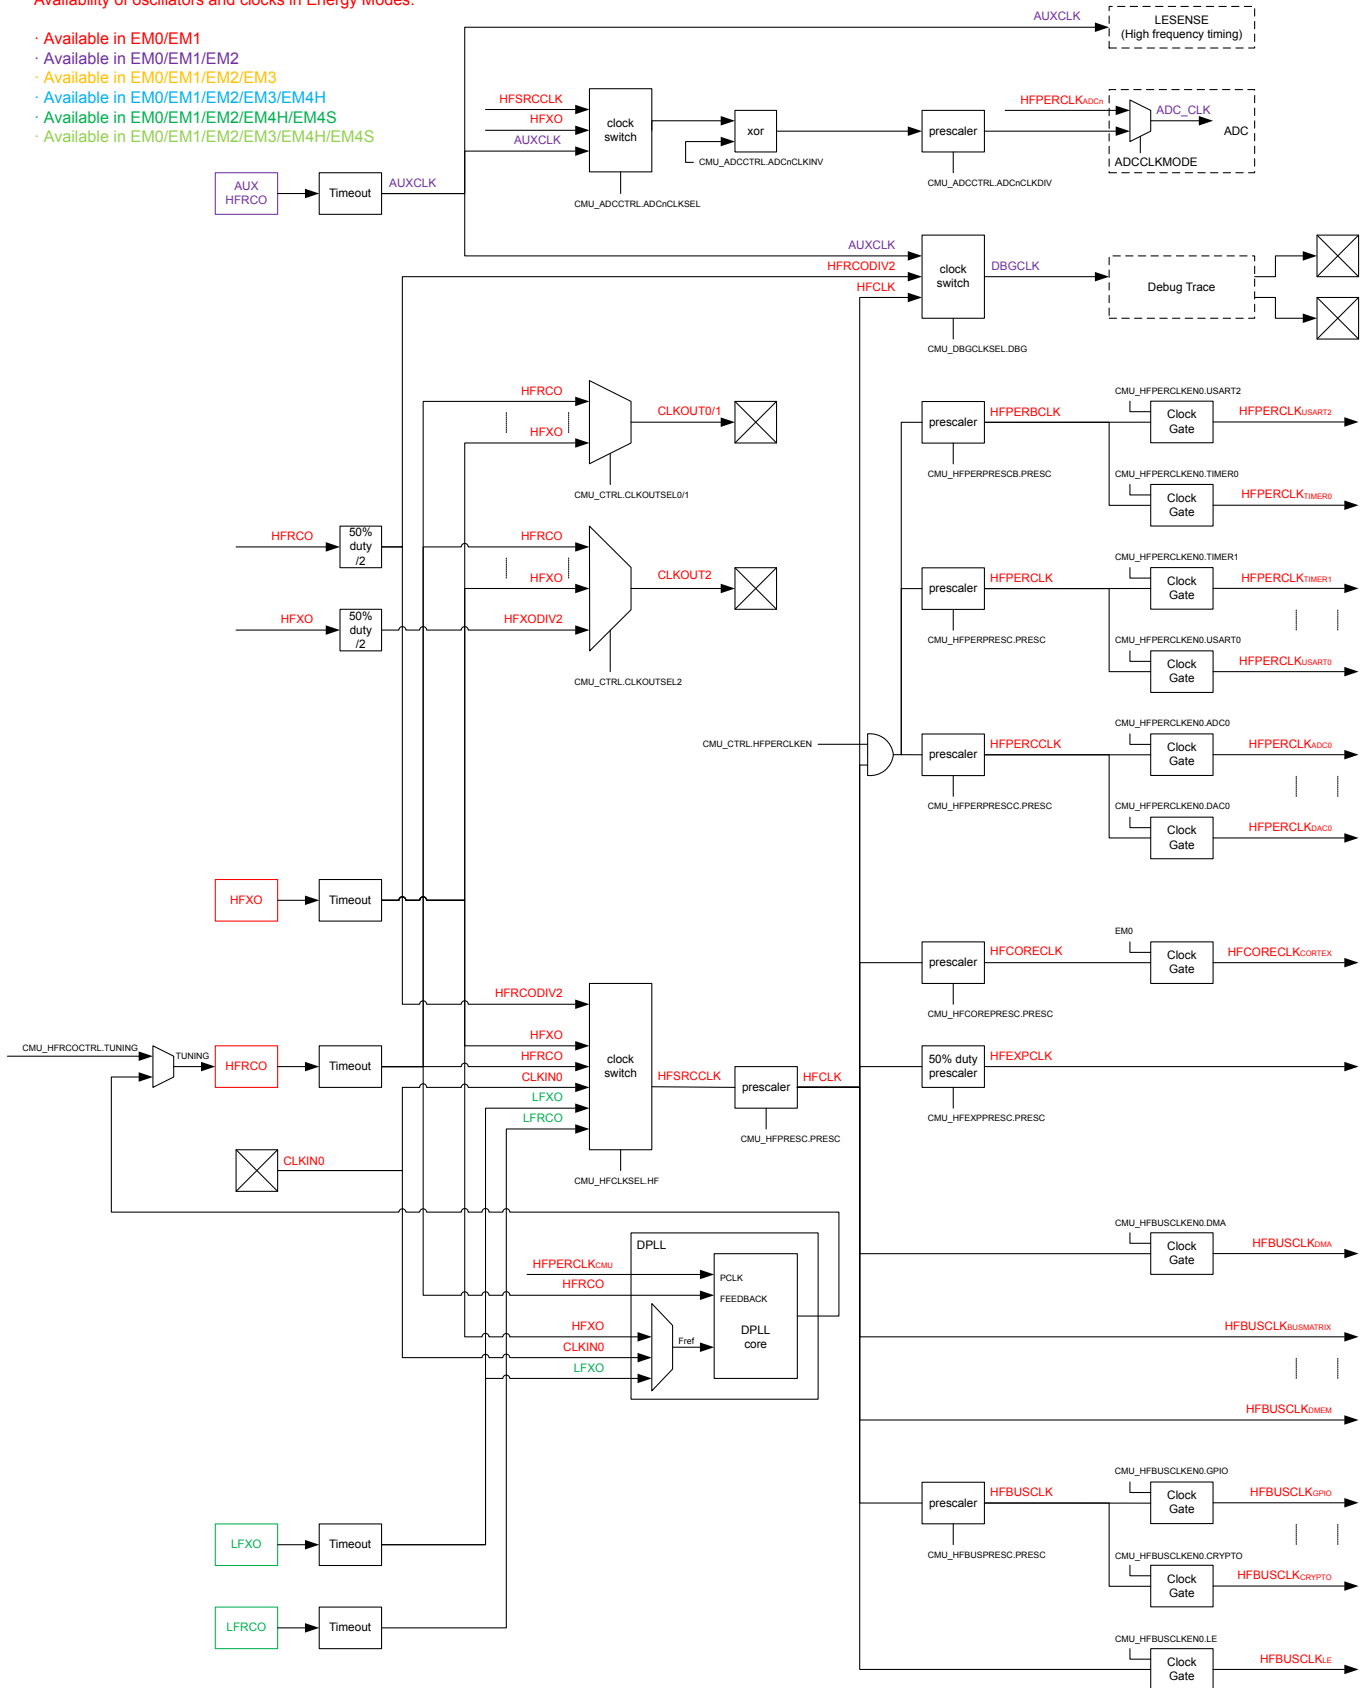 Availability of oscillators and clocks in Energy Modes:
· Available in EM0/EM1
· Available in EM0/EM1/EM2
· Available in EM0/EM1/EM2/EM3
· Available in EM0/EM1/EM2/EM3/EM4H
· Available in EM0/EM1/EM2/EM4H/EM4S
· Available in EM0/EM1/EM2/EM3/EM4H/EM4S
AUXCLK
LESENSE
(High frequency timing)
HFSRCCLK
HFXO
AUXCLK
clock
switch
CMU_ADCCTRL.ADCnCLKSEL
xor
CMU_ADCCTRL.ADCnCLKINV
prescaler
CMU_ADCCTRL.ADCnCLKDIV
HFPERCLKADCn
ADC_CLK
ADC
ADCCLKMODE
AUX
HFRCO
Timeout
AUXCLK
AUXCLK
HFRCODIV2
HFCLK
clock
switch
DBGCLK
CMU_DBGCLKSEL.DBG
Debug Trace
HFRCO
HFXO
CLKOUT0/1
CMU_CTRL.CLKOUTSEL0/1
prescaler
HFPERBCLK
CMU_HFPERPRESCB.PRESC
CMU_HFPERCLKEN0.USART2
Clock
Gate
HFPERCLKUSART2
CMU_HFPERCLKEN0.TIMER0
Clock
Gate
HFPERCLKTIMER0
HFRCO
50%
duty
/2
HFRCO
HFXO
HFXODIV2
CLKOUT2
CMU_CTRL.CLKOUTSEL2
HFXO
50%
duty
/2
prescaler
HFPERCLK
CMU_HFPERPRESC.PRESC
CMU_HFPERCLKEN0.TIMER1
Clock
Gate
HFPERCLKTIMER1
CMU_HFPERCLKEN0.USART0
Clock
Gate
HFPERCLKUSART0
CMU_CTRL.HFPERCLKEN
prescaler
HFPERCCLK
CMU_HFPERPRESCC.PRESC
CMU_HFPERCLKEN0.ADC0
Clock
Gate
HFPERCLKADC0
CMU_HFPERCLKEN0.DAC0
Clock
Gate
HFPERCLKDAC0
HFXO
Timeout
prescaler
HFCORECLK
CMU_HFCOREPRESC.PRESC
EM0
Clock
Gate
HFCORECLKCORTEX
HFRCODIV2
HFXO
HFRCO
CLKIN0
LFXO
LFRCO
clock
switch
CMU_HFCLKSEL.HF
HFSRCCLK
prescaler
HFCLK
CMU_HFPRESC.PRESC
CMU_HFRCOCTRL.TUNING
TUNING
HFRCO
Timeout
50% duty
prescaler
HFEXPCLK
CMU_HFEXPPRESC.PRESC
CLKIN0
DPLL
HFPERCLKCMU
HFRCO
HFXO
CLKIN0
LFXO
PCLK
FEEDBACK
Fref
DPLL
core
CMU_HFBUSCLKEN0.DMA
Clock
Gate
HFBUSCLKDMA
HFBUSCLKBUSMATRIX
HFBUSCLKDMEM
LFXO
Timeout
prescaler
HFBUSCLK
CMU_HFBUSPRESC.PRESC
CMU_HFBUSCLKEN0.GPIO
Clock
Gate
HFBUSCLKGPIO
CMU_HFBUSCLKEN0.CRYPTO
Clock
Gate
HFBUSCLKCRYPTO
LFRCO
Timeout
CMU_HFBUSCLKEN0.LE
Clock
Gate
HFBUSCLKLE